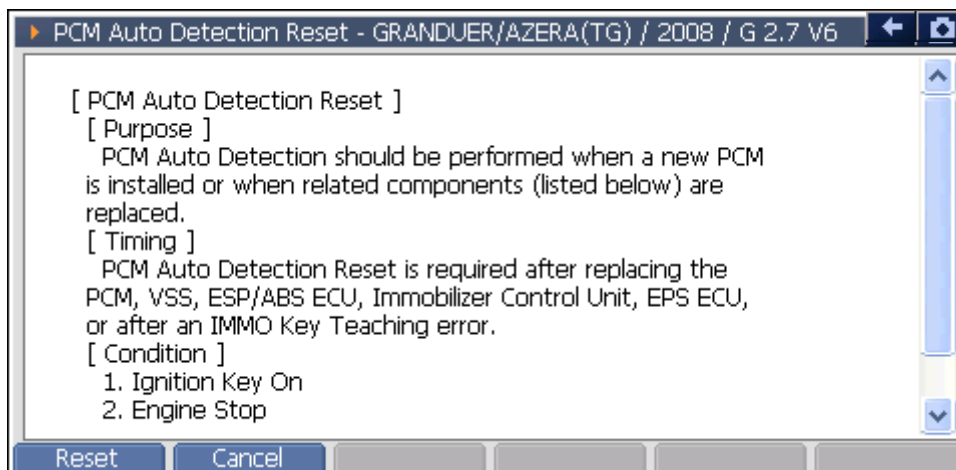 PCM Auto Detection Reset - GRANDUER/AZERA(TG) / 2008 / G 2.7 V6
[ PCM Auto Detection Reset ]
[ Purpose ]
PCM Auto Detection should be performed when a new PCM
is installed or when related components (listed below) are
replaced.
[ Timing ]
PCM Auto Detection Reset is required after replacing the
PCM, VSS, ESP/ABS ECU, Immobilizer Control Unit, EPS ECU,
or after an IMMO Key Teaching error.
[ Condition ]
1. Ignition Key On
2. Engine Stop
Reset Cancel